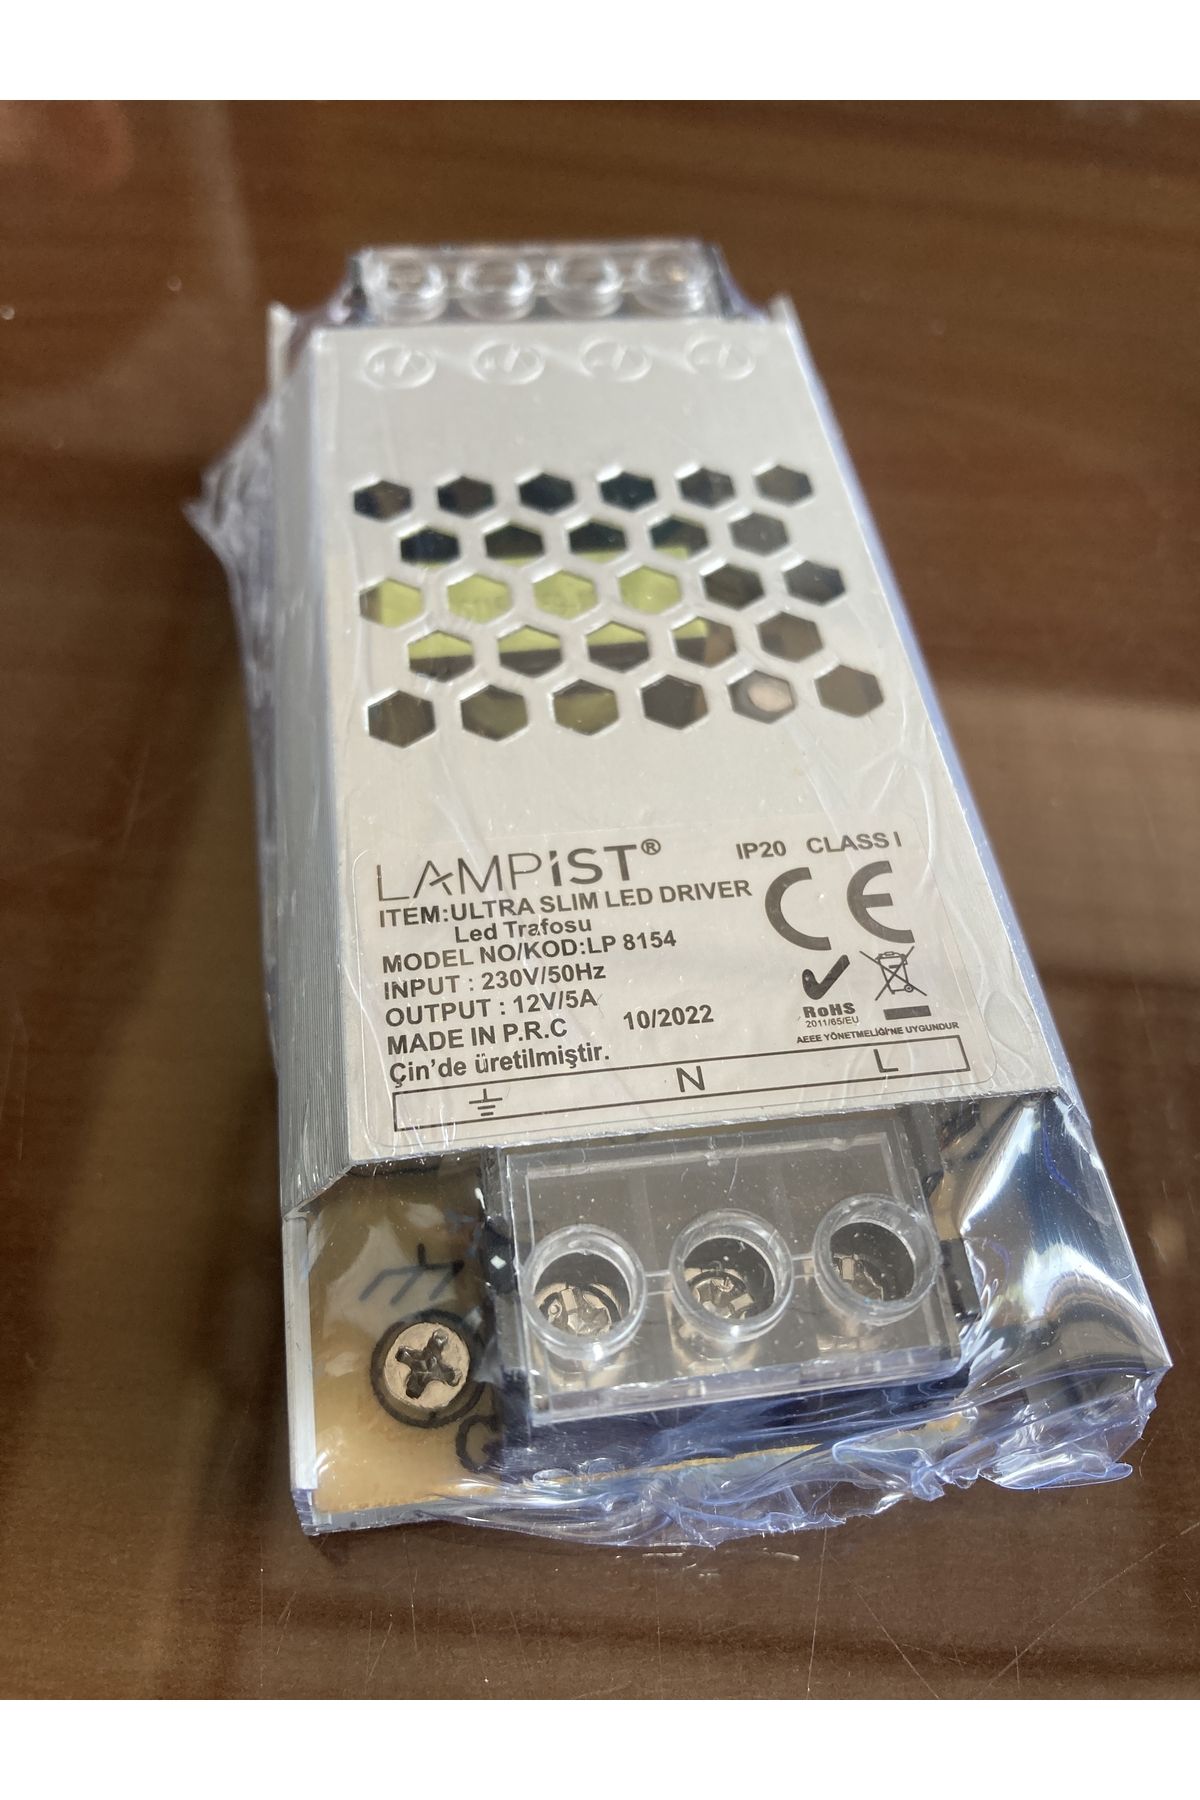 LAMPİST®
IP20 CLASS I
ITEM:ULTRA SLIM LED DRIVER
Led Trafosu
MODEL NO/KOD:LP 8154
INPUT : 230V/50Hz
OUTPUT : 12V/5A
MADE IN P.R.C
10/2022
Çin'de üretilmiştir.
CE
RoHS
2011/65/EU
AEEE YÖNETMELİĞİ'NE UYGUNDUR
N
L
G